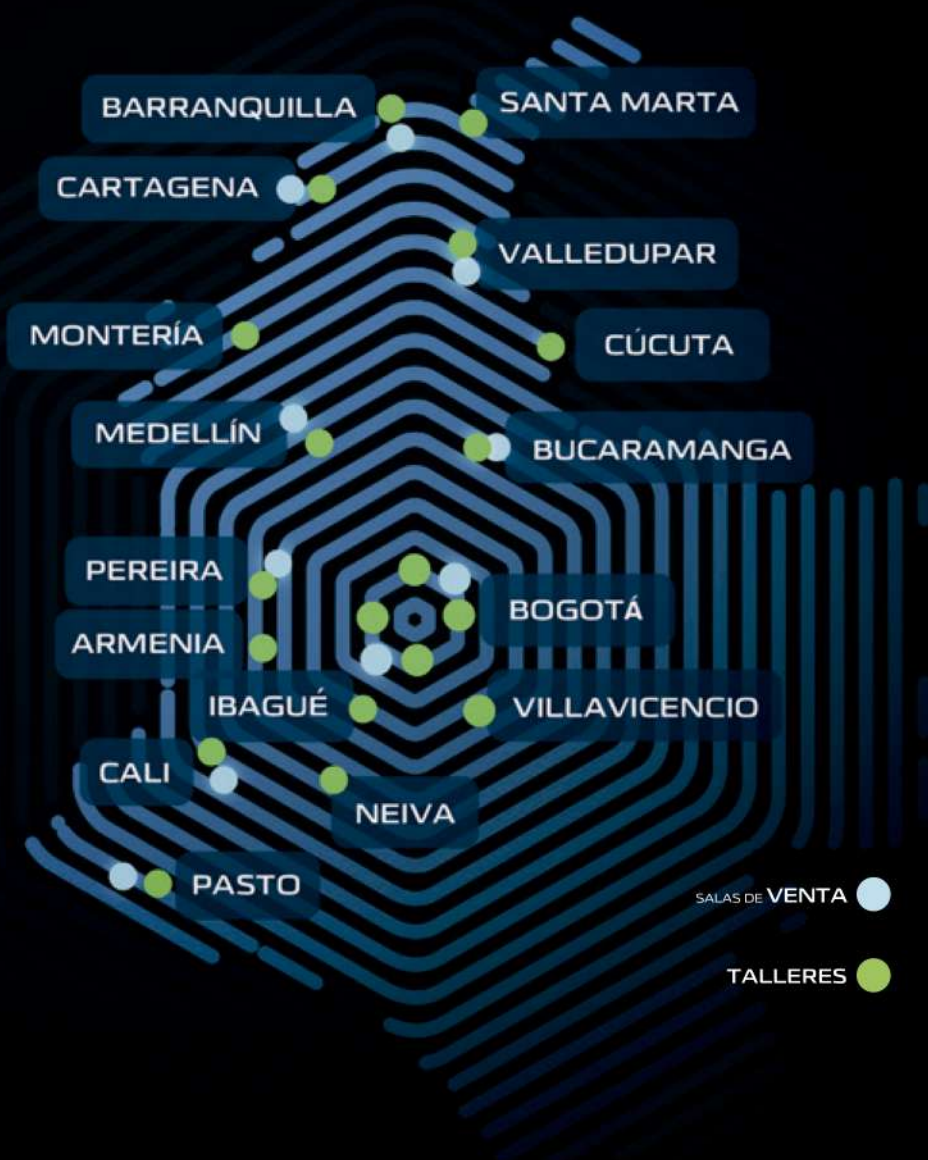 BARRANQUILLA
SANTA MARTA
CARTAGENA
VALLEDUPAR
MONTERÍA
CÚCUTA
MEDELLÍN
BUCARAMANGA
PEREIRA
BOGOTÁ
ARMENIA
IBAGUÉ
VILLAVICENCIO
CALI
NEIVA
PASTO
SALAS DE VENTA
TALLERES